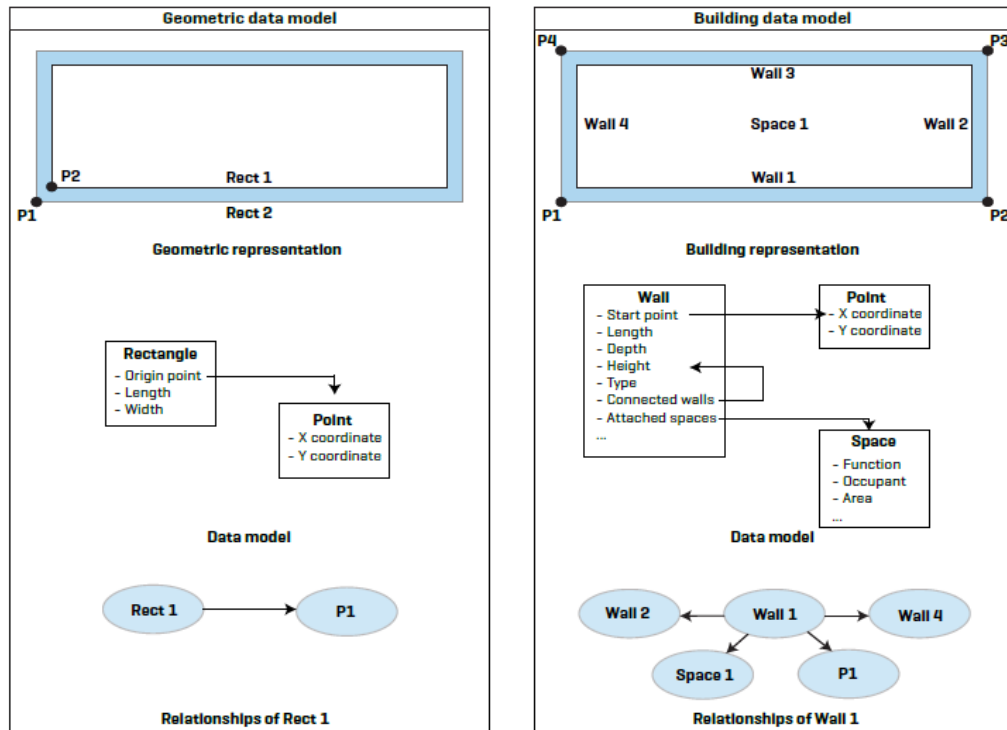 Geometric data model
P2
Rect 1
P1
Rect 2
Geometric representation
Rectangle
- Origin point
- Length
- Width
Point
- X coordinate
- Y coordinate
Data model
Rect 1
P1
Relationships of Rect 1
Building data model
P4
P3
Wall 3
Wall 4
Space 1
Wall 2
Wall 1
P1
P2
Building representation
Wall
- Start point
- Length
- Depth
- Height
- Type
- Connected walls
- Attached spaces
...
Point
- X coordinate
- Y coordinate
Space
- Function
- Occupant
- Area
...
Data model
Wall 2
Wall 1
Wall 4
Space 1
P1
Relationships of Wall 1